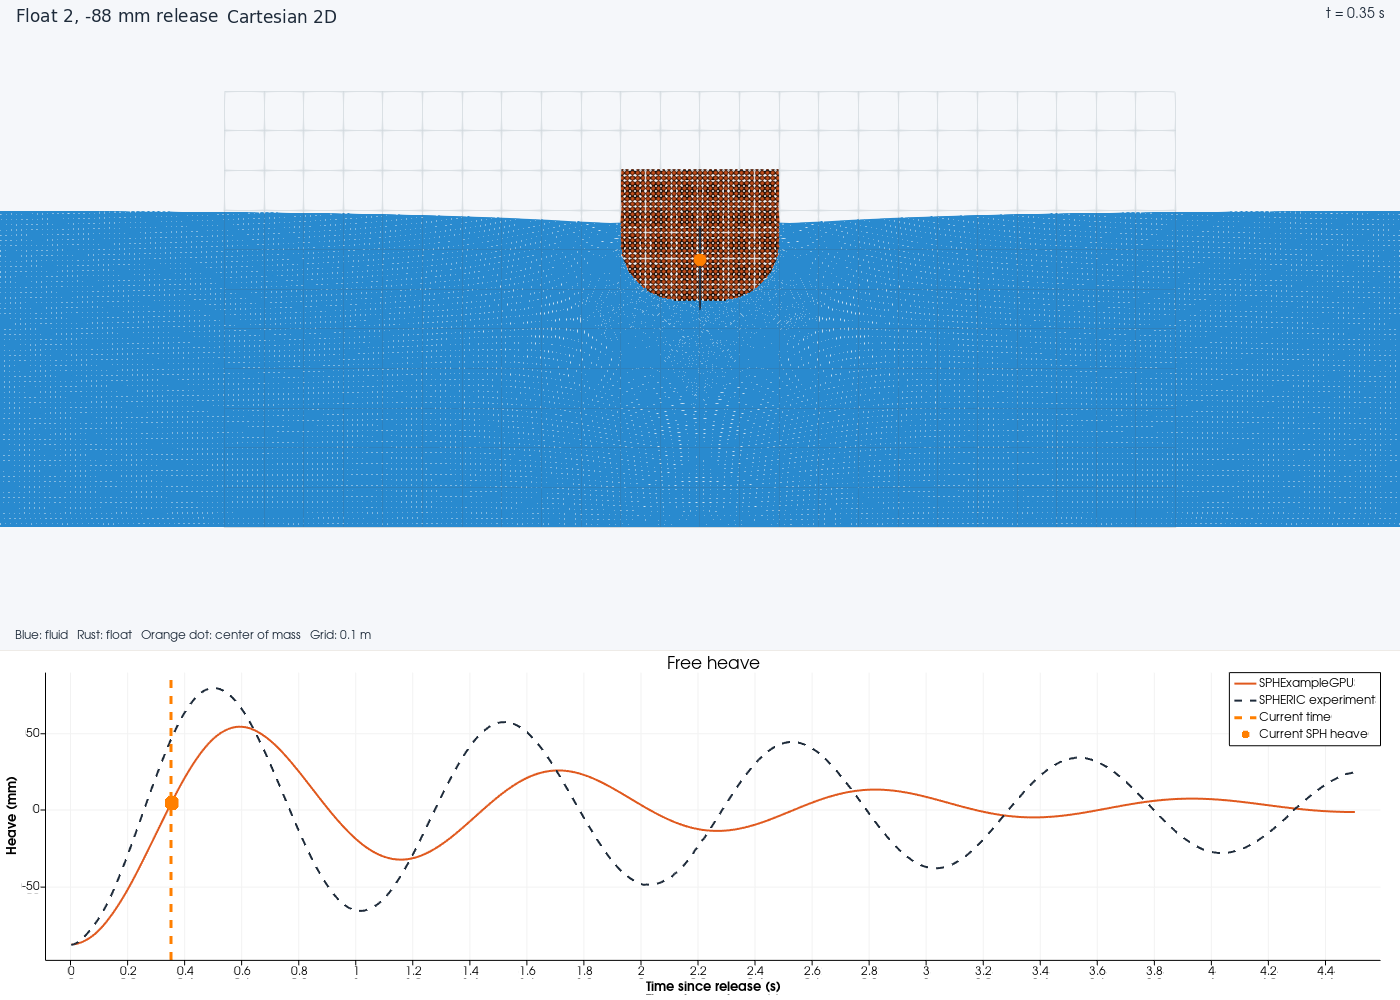 Float 2, -88 mm release Cartesian 2D
t = 0.35 s
Blue: fluid Rust: float Orange dot: center of mass Grid: 0.1 m
Free heave
SPHExampleGPU
SPHERIC experiment
Current time
Current SPH heave
Heave (mm)
50
0
-50
0 0.2 0.4 0.6 0.8 1 1.2 1.4 1.6 1.8 2 2.2 2.4 2.6 2.8 3 3.2 3.4 3.6 3.8 4 4.2 4.4
Time since release (s)